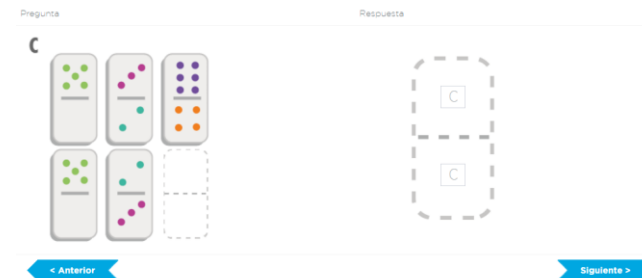 Pregunta
Respuesta
C
C
C
< Anterior
Siguiente >